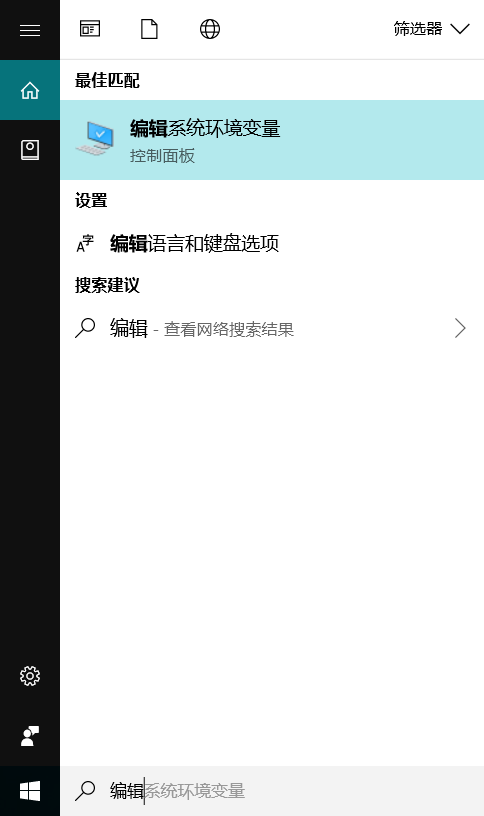 筛选器
最佳匹配
编辑系统环境变量
控制面板
设置
编辑语言和键盘选项
搜索建议
编辑 - 查看网络搜索结果
编辑系统环境变量